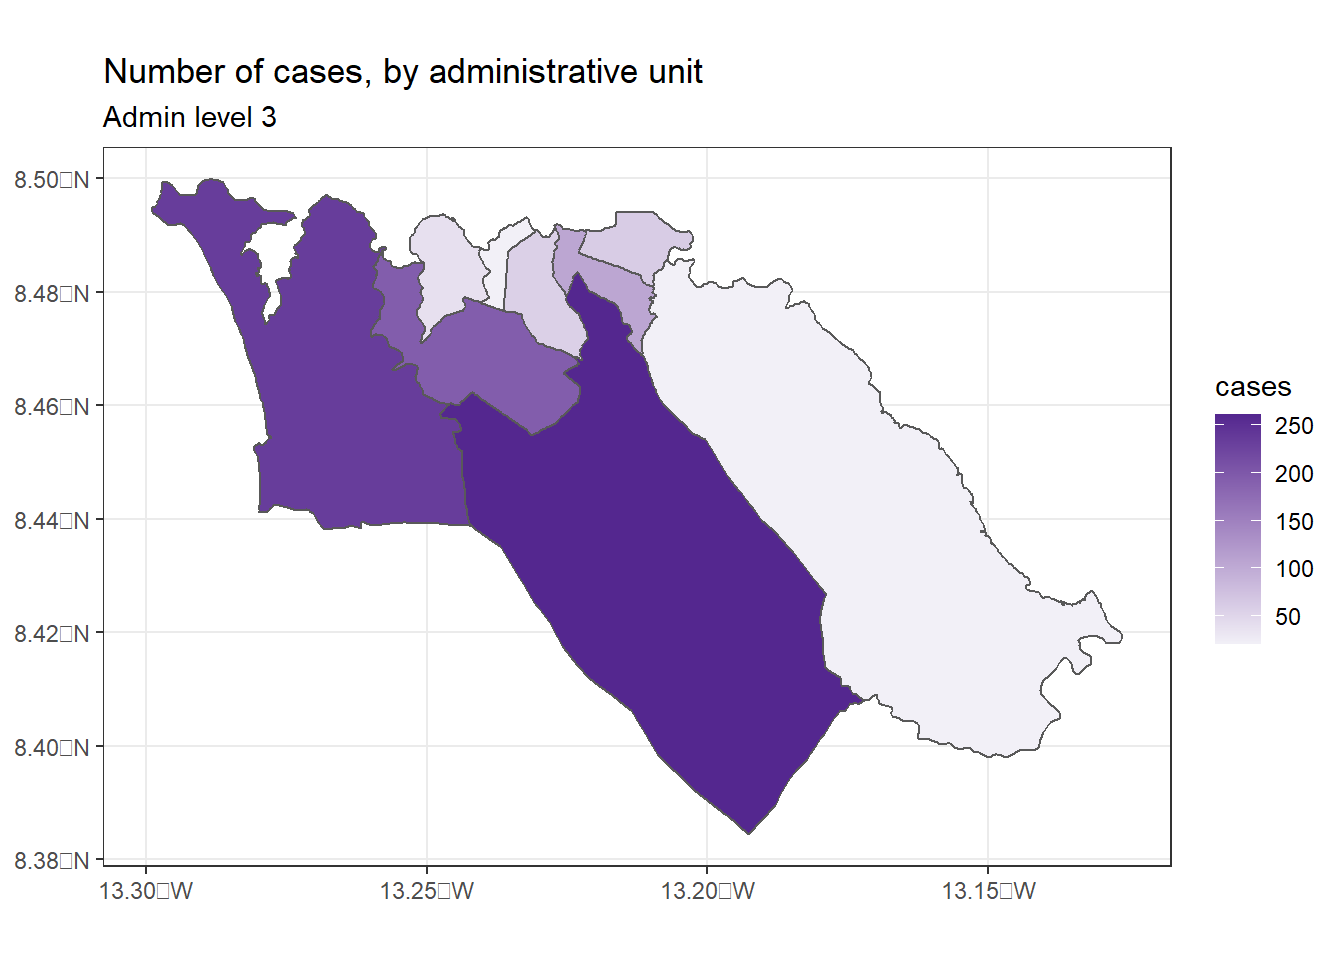 Number of cases, by administrative unit
Admin level 3
8.50□N
8.48□N
8.46□N
8.44□N
8.42□N
8.40□N
8.38□N
13.30□W
13.25□W
13.20□W
13.15□W
cases
250
200
150
100
50